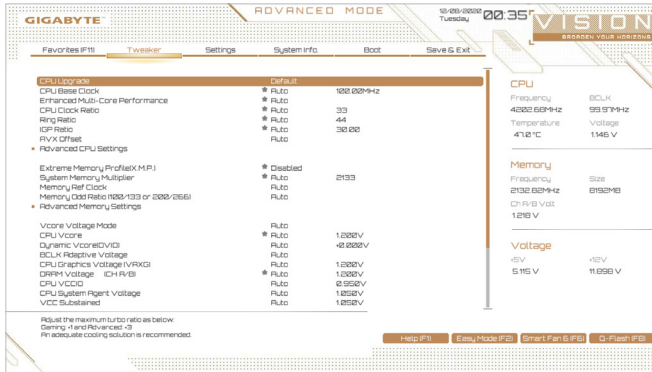 GIGABYTE™
ADVANCED MODE
12/08/2020 Tuesday 00:35
VISION
BROADEN YOUR HORIZONS
Favorites (F11) Tweaker Settings System Info. Boot Save & Exit
CPU Upgrade Default
CPU Base Clock Auto 100.00MHz
Enhanced Multi-Core Performance Auto
CPU Clock Ratio Auto 33
Ring Ratio Auto 44
IGP Ratio Auto 30.00
AVX Offset Auto
Advanced CPU Settings
Extreme Memory Profile(X.M.P.) Disabled
System Memory Multiplier Auto 2133
Memory Ref Clock Auto
Memory Odd Ratio (100/133 or 200/266) Auto
Advanced Memory Settings
Vcore Voltage Mode Auto
CPU Vcore Auto 1.200V
Dynamic Vcore(DVID) Auto +0.000V
BCLK Adaptive Voltage Auto
CPU Graphics Voltage (VAXG) Auto 1.200V
DRAM Voltage (CH A/B) Auto 1.200V
CPU VCCIO Auto 0.950V
CPU System Agent Voltage Auto 1.050V
VCC Substained Auto 1.050V
CPU
Frequency BCLK
4202.68MHz 99.97MHz
Temperature Voltage
47.0 °C 1.146 V
Memory
Frequency Size
2132.82MHz 8192MB
Ch A/B Volt
1.218 V
Voltage
+5V +12V
5.115 V 11.898 V
Adjust the maximum turbo ratio as below:
Gaming: +1 and Advanced +3
An adequate cooling solution is recommended.
Help (F1) Easy Mode (F2) Smart Fan 5 (F6) Q-Flash (F8)